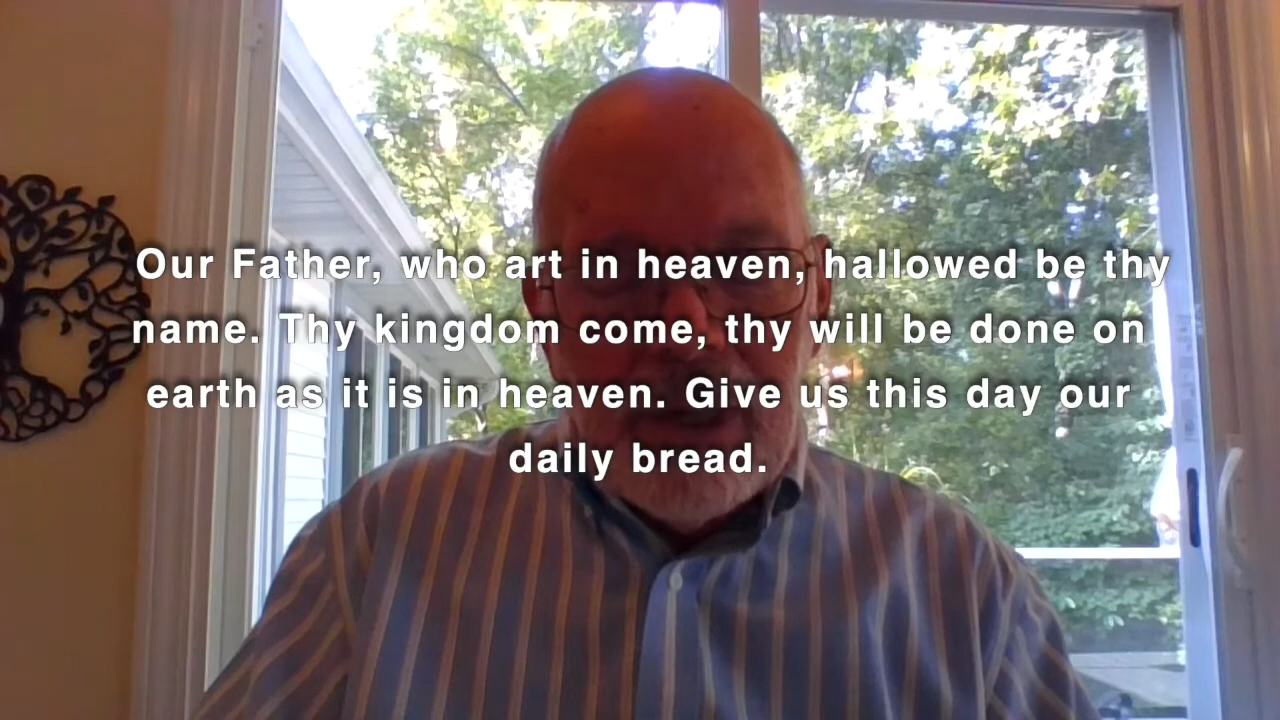 Our Father, who art in heaven, hallowed be thy
name. Thy kingdom come, thy will be done on
earth as it is in heaven. Give us this day our
daily bread.